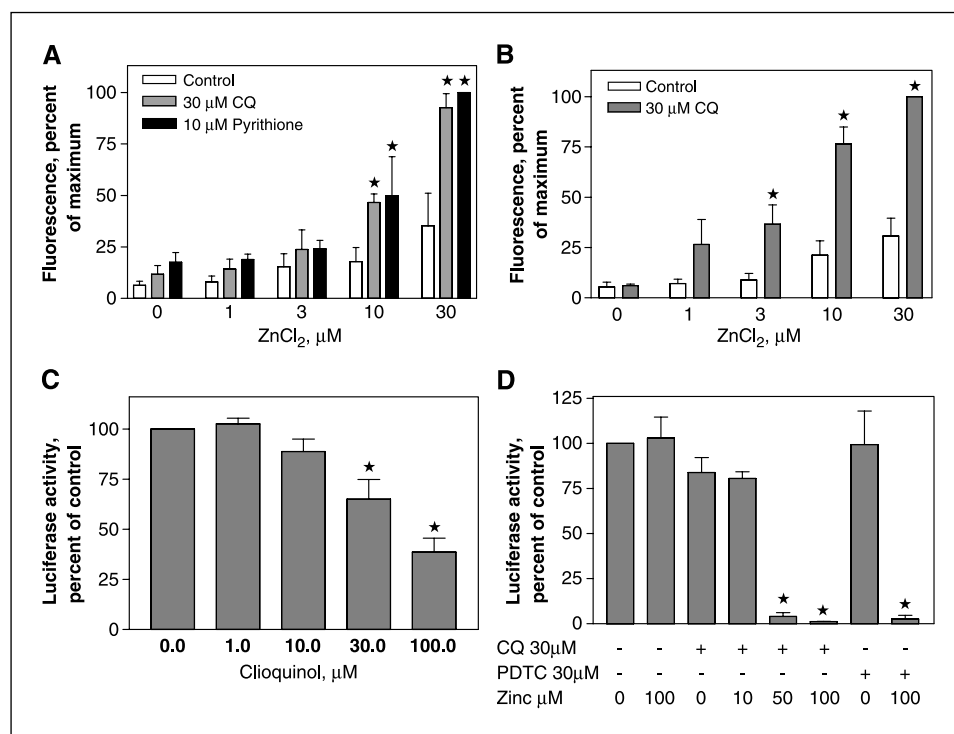 A
Control
30 μM CQ
10 μM Pyrithione
Fluorescence, percent
of maximum
100
75
50
25
0
★ ★
★
★
0 1 3 10 30
ZnCl₂, μM
B
Control
30 μM CQ
Fluorescence, percent
of maximum
100
75
50
25
0
★
★
★
0 1 3 10 30
ZnCl₂, μM
C
Luciferase activity,
percent of control
100
75
50
25
0
★
★
0.0 1.0 10.0 30.0 100.0
Clioquinol, μM
D
Luciferase activity,
percent of control
125
100
75
50
25
0
★
★
★
CQ 30μM - - + + + + - -
PDTC 30μM - - - - - - + +
Zinc μM 0 100 0 10 50 100 0 100